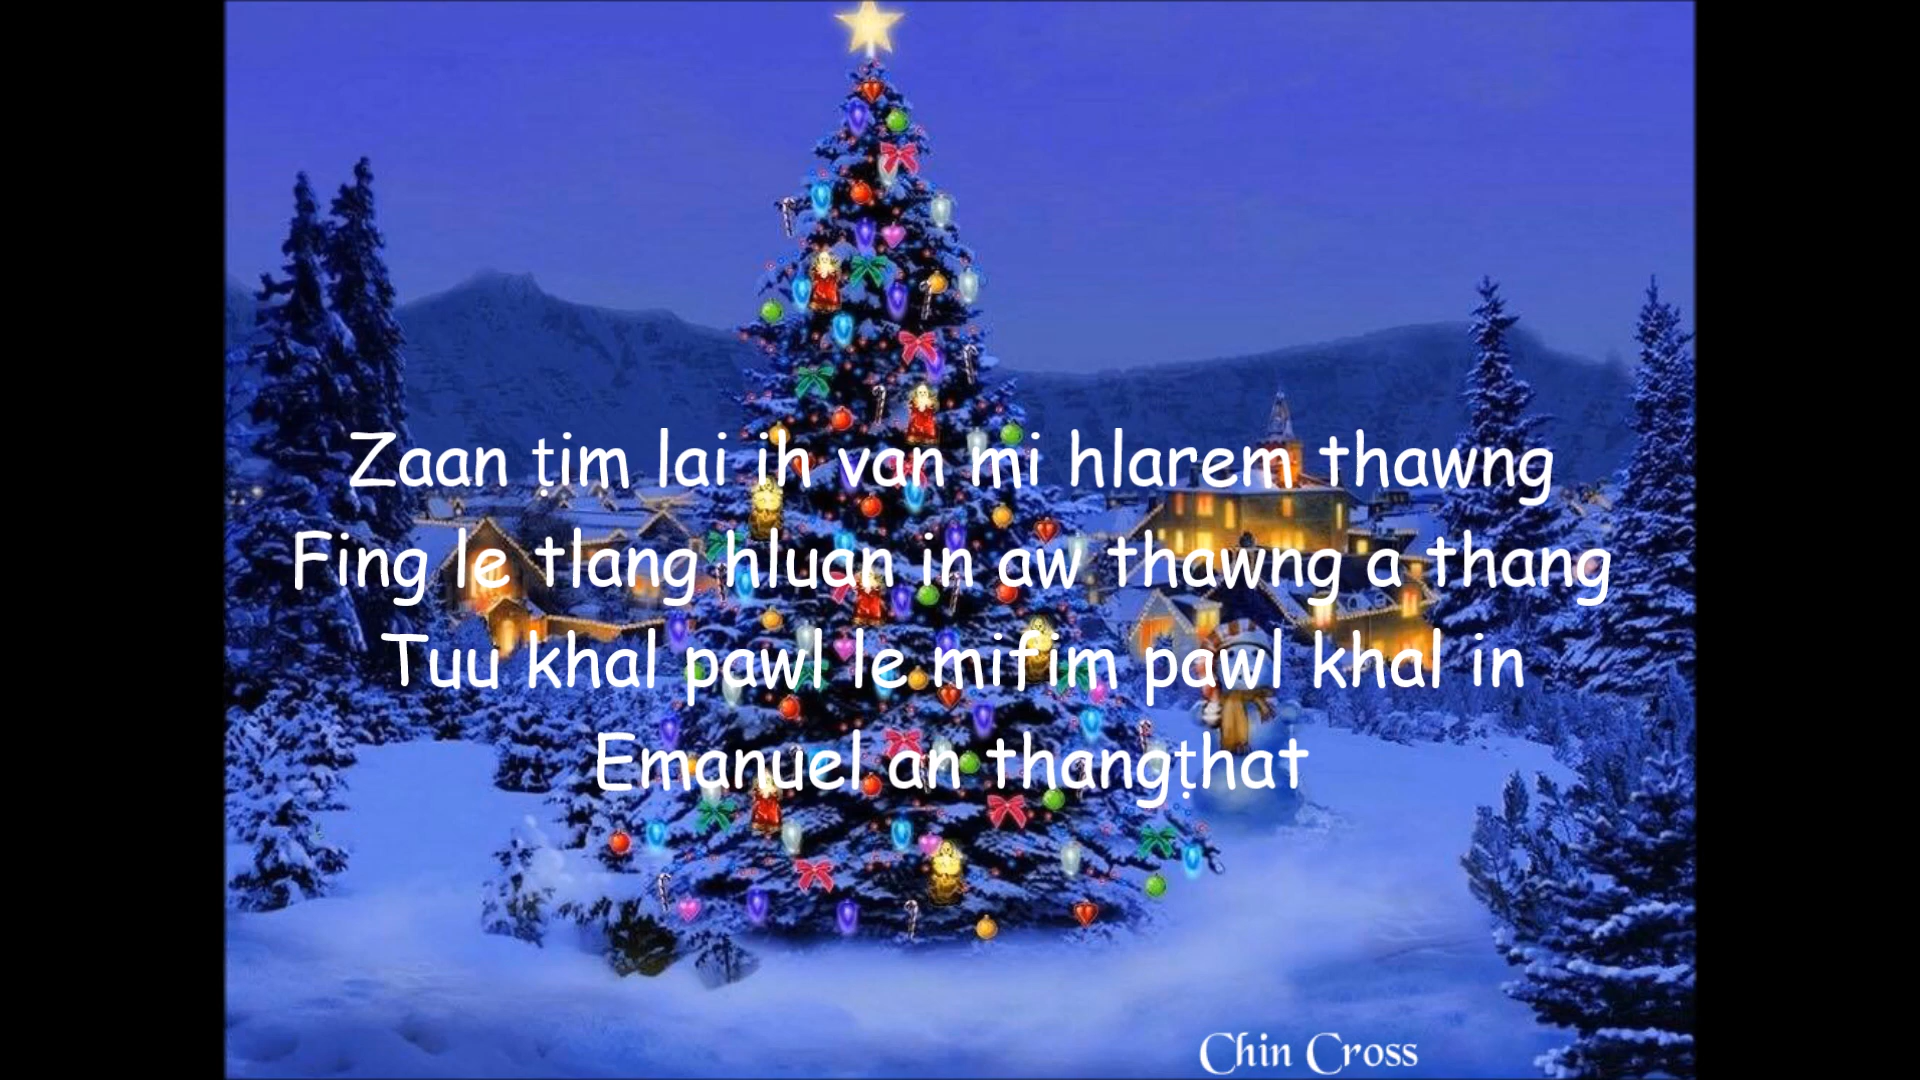 Zaan ṭim lai ih van mi hlarem thawng
Fing le tlang hluan in aw thawng a thang
Tuu khal pawl le mifim pawl khal in
Emanuel an thangṭhat
Chin Cross